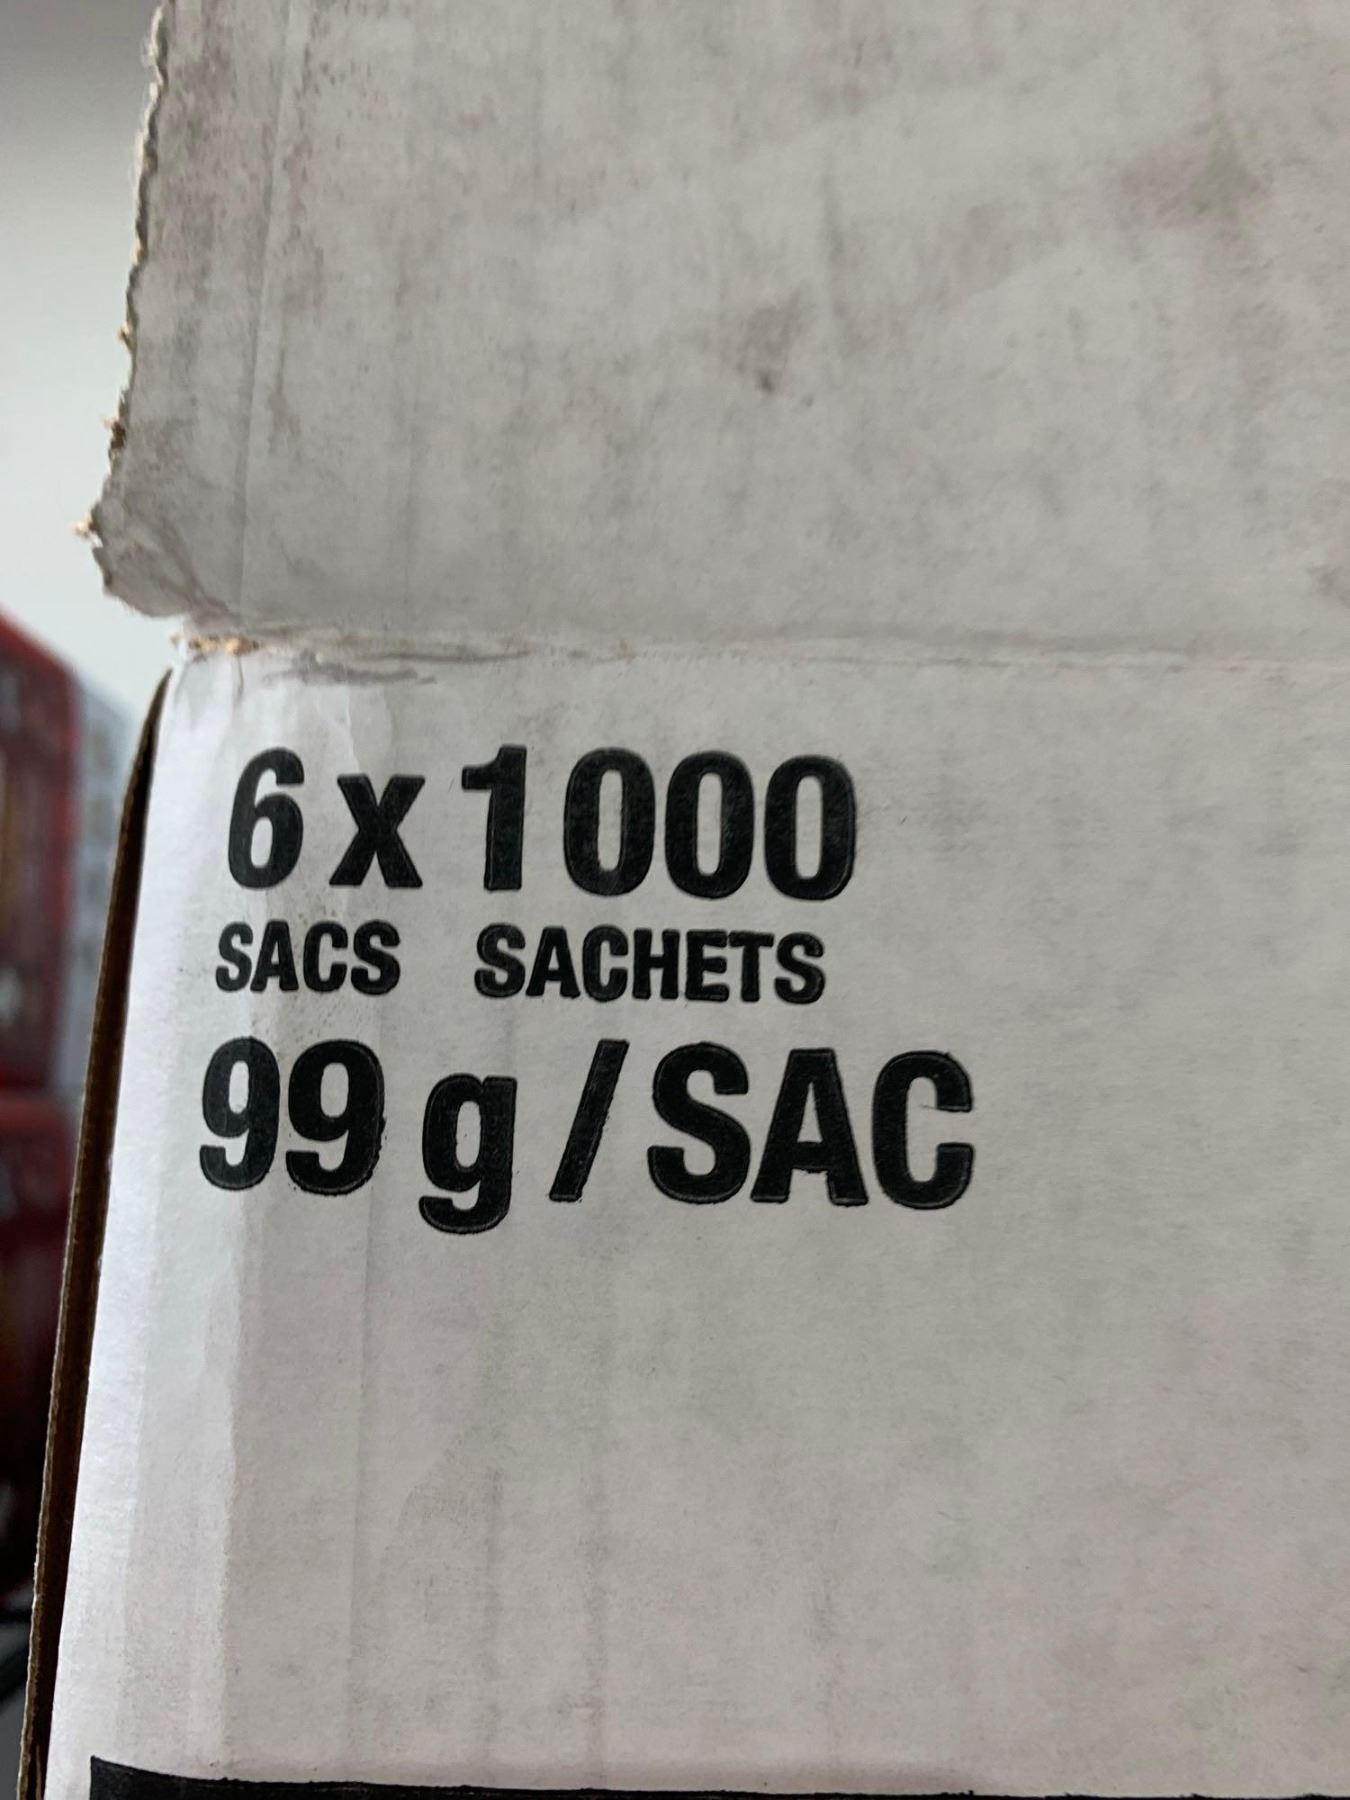 6 x 1000
SACS SACHETS
99 g / SAC